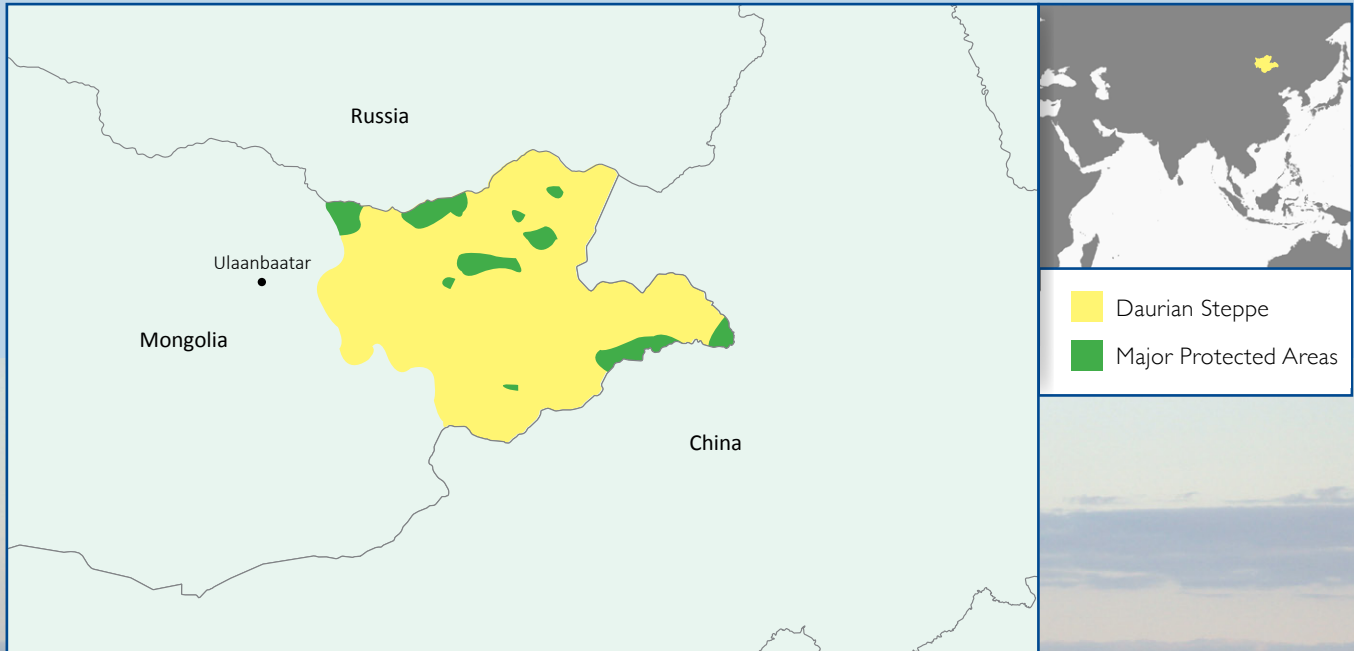 Russia
Ulaanbaatar
Mongolia
China
Daurian Steppe
Major Protected Areas